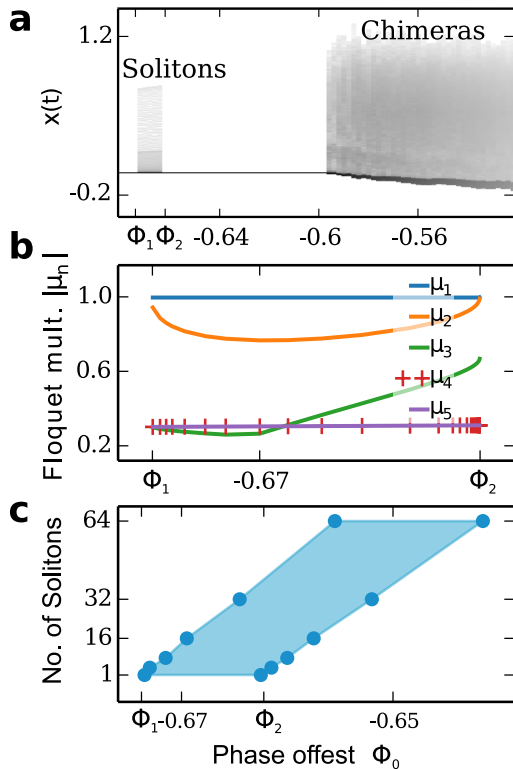 a
1.2
-0.2
x(t)
Solitons
Chimeras
Φ1 Φ2 -0.64 -0.6 -0.56
b
Floquet mult. |μn|
1.0
0.6
0.2
μ1
μ2
μ3
μ4
μ5
Φ1 -0.67 Φ2
c
No. of Solitons
64
32
16
1
Φ1 -0.67 Φ2 -0.65
Phase offest Φ0